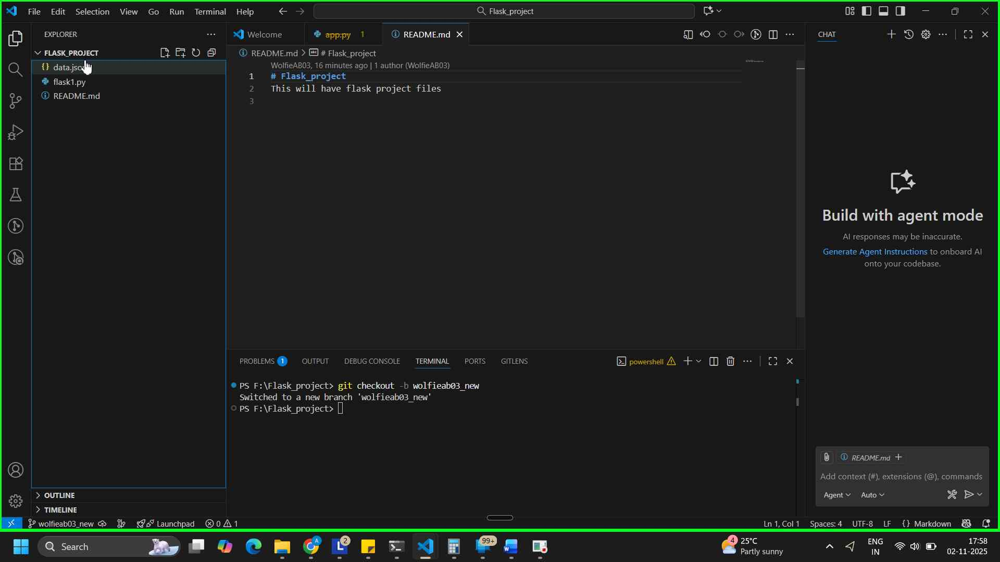 File Edit Selection View Go Run Terminal Help
Flask_project
EXPLORER
FLASK_PROJECT
data.js
flask1.py
README.md
OUTLINE
TIMELINE
Welcome
app.py 1
README.md
README.md > # Flask_project
WolfieAB03, 16 minutes ago | 1 author (WolfieAB03)
1 # Flask_project
2 This will have flask project files
3
PROBLEMS 1 OUTPUT DEBUG CONSOLE TERMINAL PORTS GITLENS
powershell
PS F:\Flask_project> git checkout -b wolfieab03_new
Switched to a new branch 'wolfieab03_new'
PS F:\Flask_project>
CHAT
Build with agent mode
AI responses may be inaccurate.
Generate Agent Instructions to onboard AI
onto your codebase.
README.md
Add context (#), extensions (@), commands
Agent Auto
wolfieab03_new Launchpad 0 1
Ln 1, Col 1 Spaces: 4 UTF-8 LF {} Markdown
Search
A
2
L
99+
W
4
25°C
Partly sunny
ENG
IN
17:58
02-11-2025